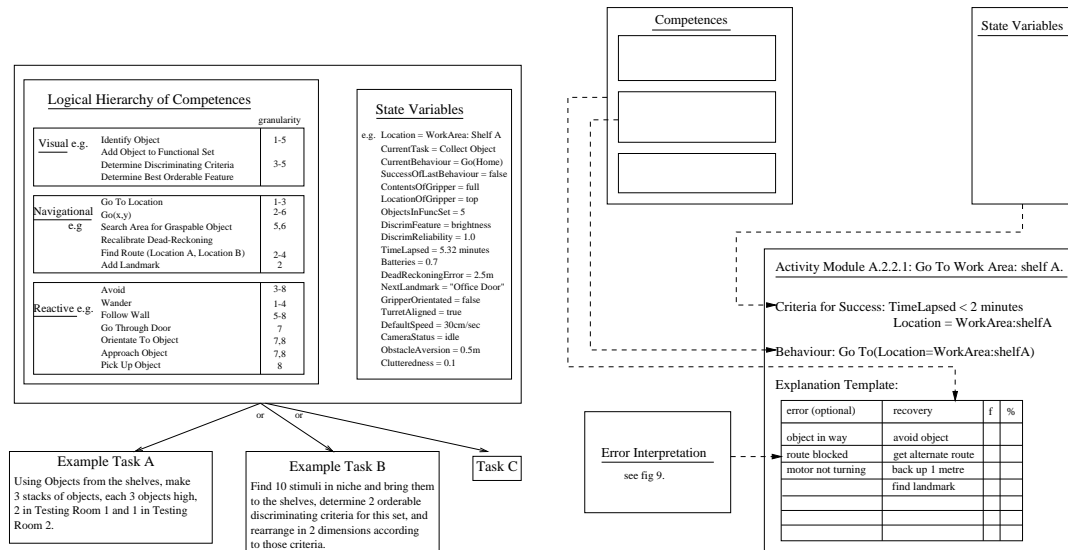 Logical Hierarchy of Competences
granularity
Visual e.g.
Identify Object 1-5
Add Object to Functional Set
Determine Discriminating Criteria 3-5
Determine Best Orderable Feature
Navigational
e.g
Go To Location 1-3
Go(x,y) 2-6
Search Area for Graspable Object 5,6
Recalibrate Dead-Reckoning
Find Route (Location A, Location B) 2-4
Add Landmark 2
Reactive e.g.
Avoid 3-8
Wander 1-4
Follow Wall 5-8
Go Through Door 7
Orientate To Object 7,8
Approach Object 7,8
Pick Up Object 8
State Variables
e.g. Location = WorkArea: Shelf A
CurrentTask = Collect Object
CurrentBehaviour = Go(Home)
SuccessOfLastBehaviour = false
ContentsOfGripper = full
LocationOfGripper = top
ObjectsInFuncSet = 5
DiscrimFeature = brightness
DiscrimReliability = 1.0
TimeLapsed = 5.32 minutes
Batteries = 0.7
DeadReckoningError = 2.5m
NextLandmark = "Office Door"
GripperOrientated = false
TurretAligned = true
DefaultSpeed = 30cm/sec
CameraStatus = idle
ObstacleAversion = 0.5m
Clutteredness = 0.1
or or
Example Task A
Using Objects from the shelves, make
3 stacks of objects, each 3 objects high,
2 in Testing Room 1 and 1 in Testing
Room 2.
Example Task B
Find 10 stimuli in niche and bring them
to the shelves, determine 2 orderable
discriminating criteria for this set, and
rearrange in 2 dimensions according
to those criteria.
Task C
Competences
State Variables
Activity Module A.2.2.1: Go To Work Area: shelf A.
Criteria for Success: TimeLapsed < 2 minutes
Location = WorkArea:shelfA
Behaviour: Go To(Location=WorkArea:shelfA)
Explanation Template:
error (optional) recovery f %
object in way avoid object
route blocked get alternate route
motor not turning back up 1 metre
find landmark
Error Interpretation
see fig 9.